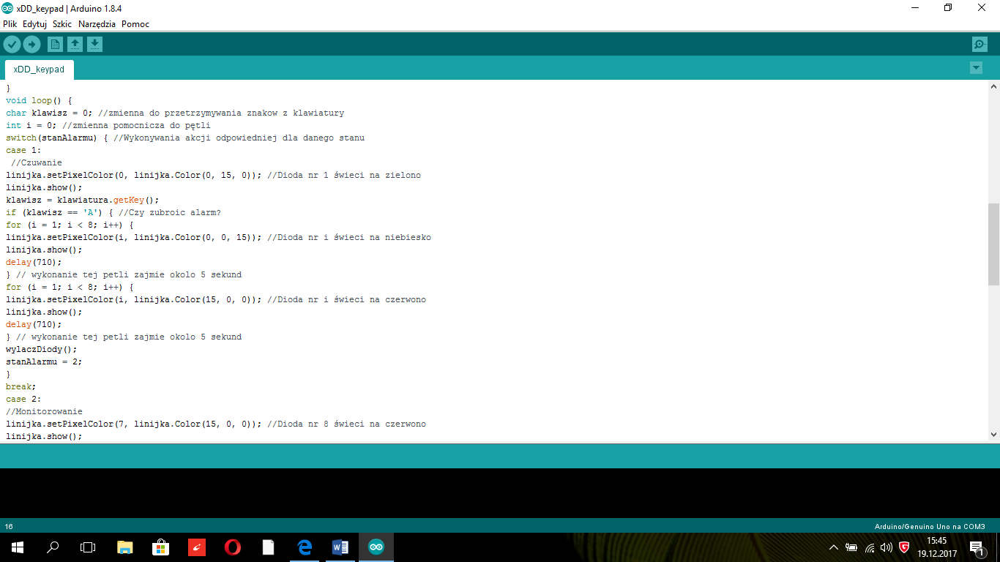 xDD_keypad | Arduino 1.8.4
Plik Edytuj Szkic Narzędzia Pomoc
xDD_keypad
}
void loop() {
char klawisz = 0; //zmienna do przetrzymywania znakow z klawiatury
int i = 0; //zmienna pomocnicza do pętli
switch(stanAlarmu) { //Wykonywania akcji odpowiedniej dla danego stanu
case 1:
//Czuwanie
linijka.setPixelColor(0, linijka.Color(0, 15, 0)); //Dioda nr 1 świeci na zielono
linijka.show();
klawisz = klawiatura.getKey();
if (klawisz == 'A') { //Czy zubroic alarm?
for (i = 1; i < 8; i++) {
linijka.setPixelColor(i, linijka.Color(0, 0, 15)); //Dioda nr i świeci na niebiesko
linijka.show();
delay(710);
} // wykonanie tej petli zajmie okolo 5 sekund
for (i = 1; i < 8; i++) {
linijka.setPixelColor(i, linijka.Color(15, 0, 0)); //Dioda nr i świeci na czerwono
linijka.show();
delay(710);
} // wykonanie tej petli zajmie okolo 5 sekund
wylaczDiody();
stanAlarmu = 2;
}
break;
case 2:
//Monitorowanie
linijka.setPixelColor(7, linijka.Color(15, 0, 0)); //Dioda nr 8 świeci na czerwono
linijka.show();
16
Arduino/Genuino Uno na COM3
15:45
19.12.2017
1